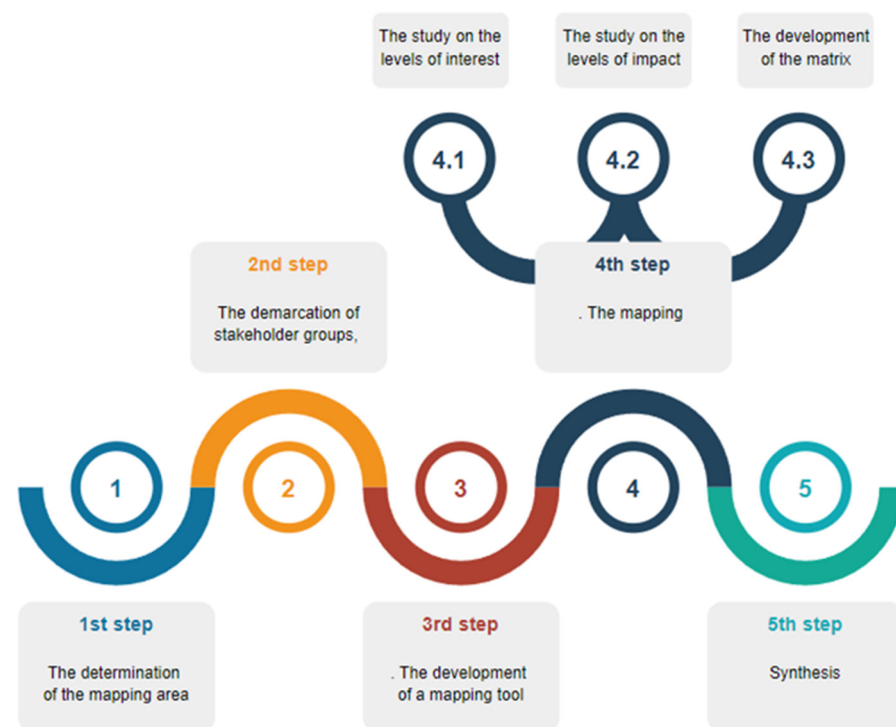 The study on the
levels of interest
The study on the
levels of impact
The development
of the matrix
4.1
4.2
4.3
2nd step
The demarcation of
stakeholder groups,
4th step
. The mapping
1
2
3
4
5
1st step
The determination
of the mapping area
3rd step
. The development
of a mapping tool
5th step
Synthesis